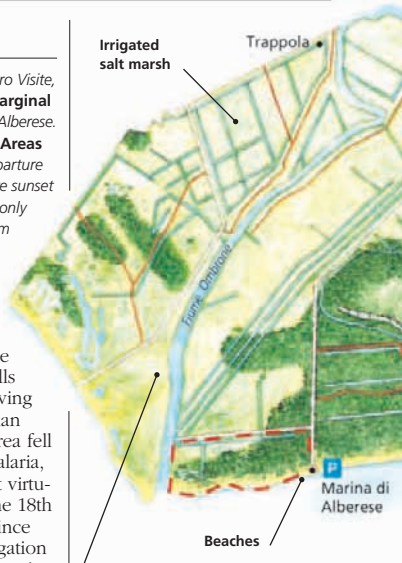 ro Visite,
arginal
Alberese.
Areas
parture
e sunset
only
m
e
lls
ving
an
rea fell
alaria,
t virtu-
ne 18th
ince
gation
Irrigated
salt marsh
Trappola
Fiume Ombrone
P
Marina di
Alberese
Beaches